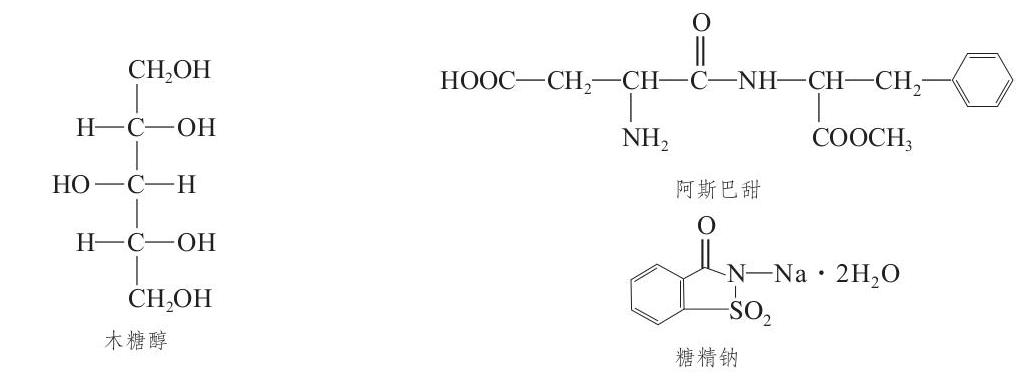 CH₂OH
H—C—OH
HO—C—H
H—C—OH
CH₂OH
木糖醇
O
HOOC—CH₂—CH—C—NH—CH—CH₂—
NH₂ COOCH₃
阿斯巴甜
O
N—Na·2H₂O
SO₂
糖精钠